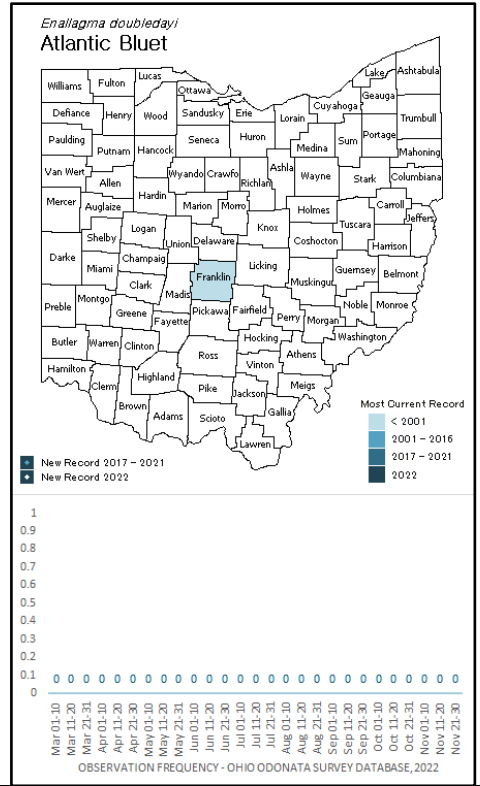 Enallagma doubledayi
Atlantic Bluet
Lake Ashtabula
Lucas
Williams Fulton Ottawa Geauga
Cuyahoga
Defiance Henry Wood Sandusky Erie Lorain Trumbull
Paulding Putnam Hancock Seneca Huron Medina Sum Portage
Mahoning
Van Wert Allen Wyando Crawfo Richlan Ashla Wayne Stark Columbiana
Mercer Auglaize Hardin Marion Morro Holmes Carroll Jeffers
Logan Knox Tuscara
Shelby Union Delaware Coshocton Harrison
Darke Champaig Licking Guernsey Belmont
Miami Franklin Muskingu
Clark Madis
Preble Montgo Greene Pickawa Fairfield Perry Morgan Noble Monroe
Fayette Washington
Butler Warren Clinton Hocking
Ross Athens
Hamilton Vinton
Clerm Highland Pike Jackson Meigs
Brown Adams Scioto Gallia
Lawren
Most Current Record
< 2001
2001 - 2016
2017 - 2021
2022
New Record 2017 - 2021
New Record 2022
1
0.9
0.8
0.7
0.6
0.5
0.4
0.3
0.2
0.1
0
0 0 0 0 0 0 0 0 0 0 0 0 0 0 0 0 0 0 0 0 0 0 0 0 0 0 0
Mar 01-10
Mar 11-20
Mar 21-31
Apr 01-10
Apr 11-20
Apr 21-30
May 01-10
May 11-20
May 21-31
Jun 01-10
Jun 11-20
Jun 21-30
Jul 01-10
Jul 11-20
Jul 21-31
Aug 01-10
Aug 11-20
Aug 21-31
Sep 01-10
Sep 11-20
Sep 21-30
Oct 01-10
Oct 11-20
Oct 21-31
Nov 01-10
Nov 11-20
Nov 21-30
OBSERVATION FREQUENCY - OHIO ODONATA SURVEY DATABASE, 2022